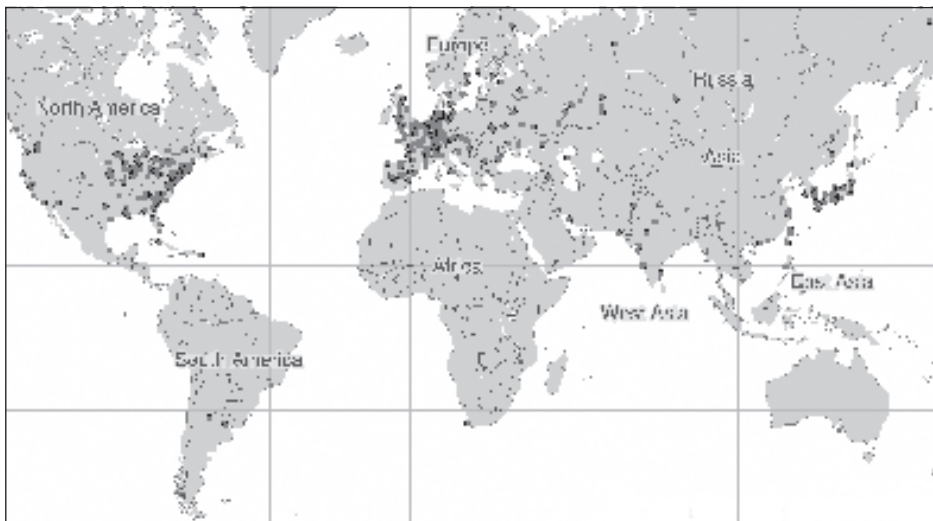 Europe
Russia
North America
Asia
Africa
East Asia
West Asia
South America